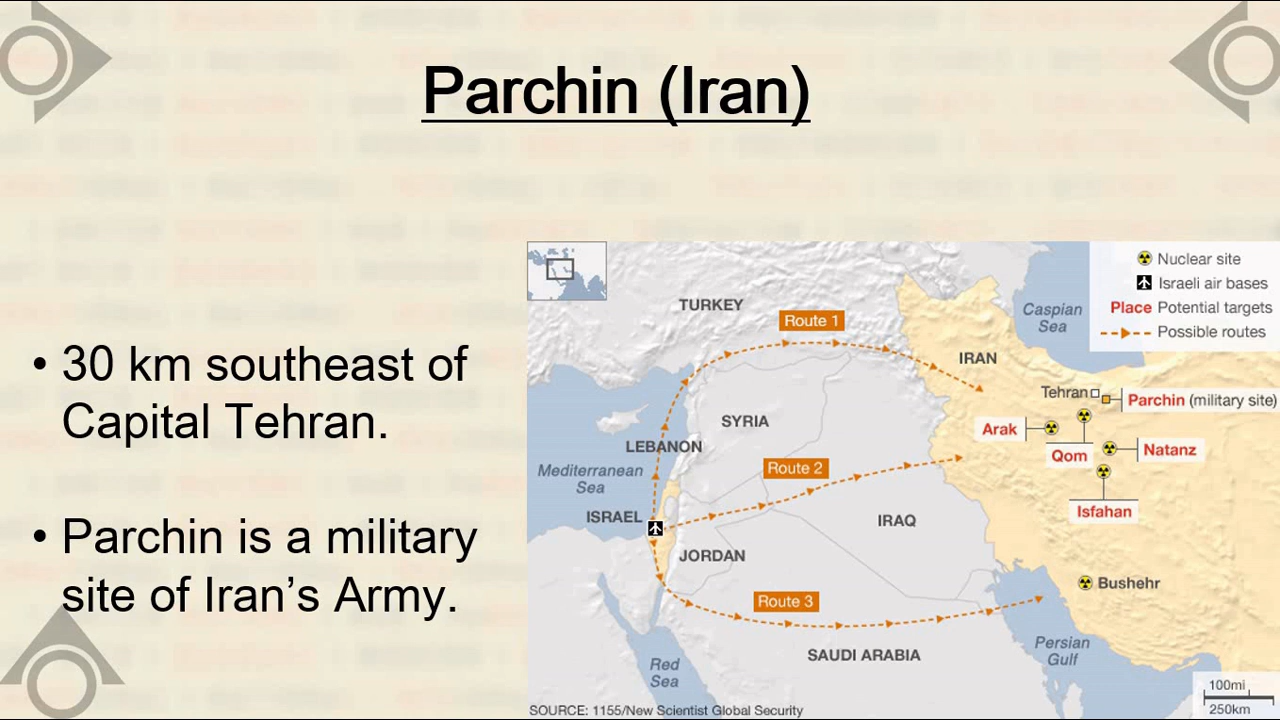 Parchin (Iran)
• 30 km southeast of
Capital Tehran.
• Parchin is a military
site of Iran’s Army.
Nuclear site
Israeli air bases
Place Potential targets
Possible routes
TURKEY
Route 1
Caspian
Sea
IRAN
Tehran
Parchin (military site)
SYRIA
Arak
LEBANON
Qom
Natanz
Route 2
Mediterranean
Sea
Isfahan
ISRAEL
IRAQ
JORDAN
Bushehr
Route 3
Persian
Gulf
SAUDI ARABIA
Red
Sea
100mi
250km
SOURCE: 1155/New Scientist Global Security